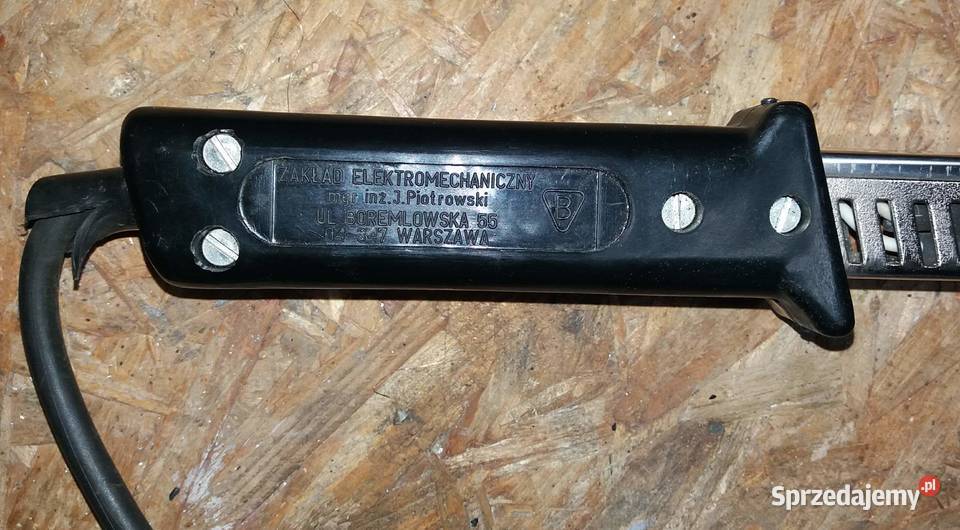 ZAKŁAD ELEKTROMECHANICZNY
mgr inż. J. Piotrowski
UL BOREMLOWSKA 55
04-347 WARSZAWA
B
Sprzedajemy.pl